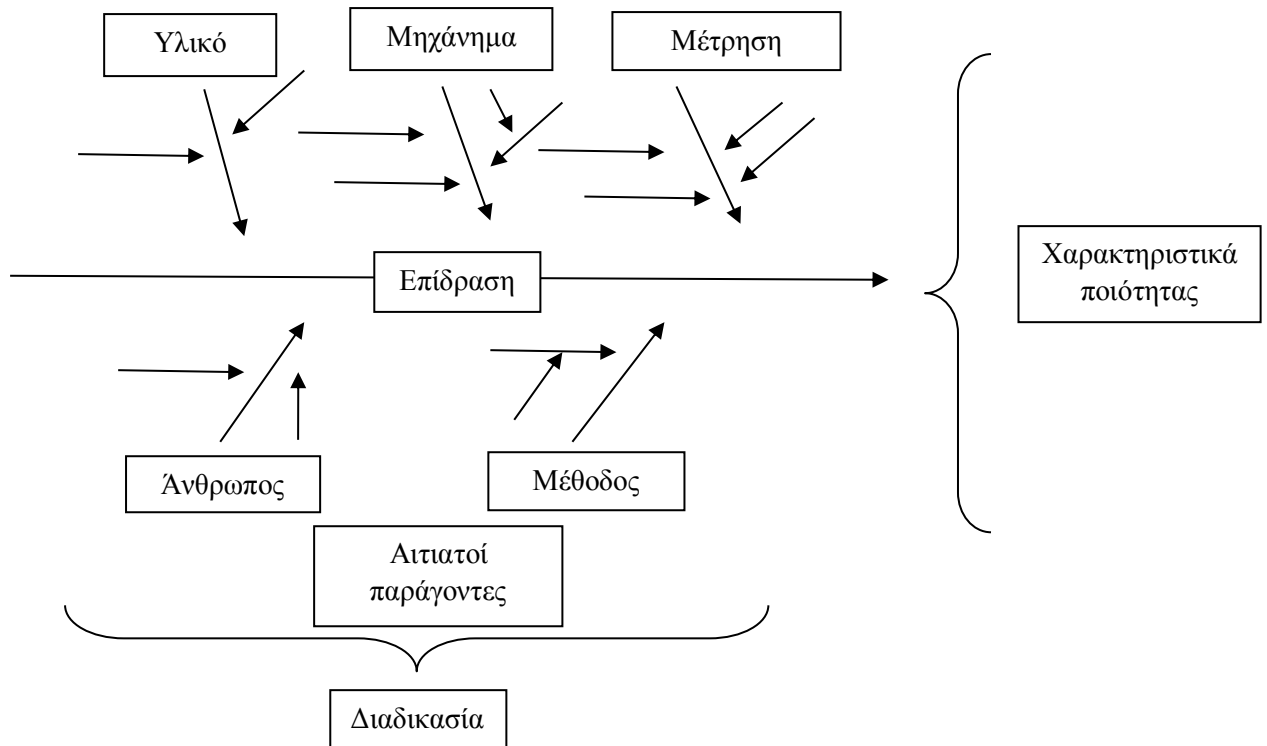 Υλικό
Μηχάνημα
Μέτρηση
Χαρακτηριστικά
ποιότητας
Επίδραση
Άνθρωπος
Μέθοδος
Αιτιατοί
παράγοντες
Διαδικασία